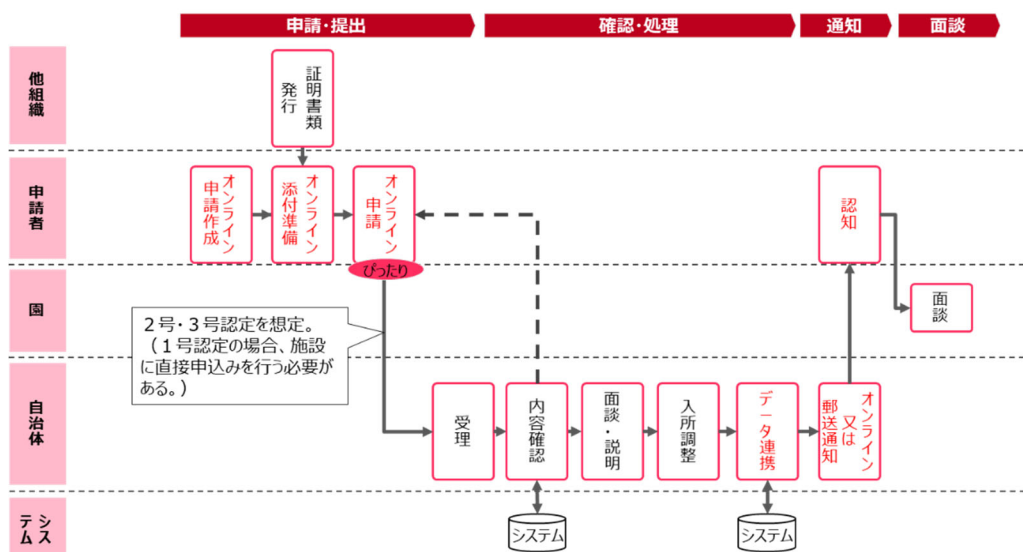 申請・提出
確認・処理
通知
面談
他組織
証明書類
発行
申請者
オンライン
申請作成
オンライン
添付準備
オンライン
申請
ぴったり
認知
園
2号・3号認定を想定。
(1号認定の場合、施設
に直接申込みを行う必要が
ある。)
面談
自治体
受理
内容確認
面談・説明
入所調整
データ連携
オンライン
又は
郵送通知
シス
テム
システム
システム